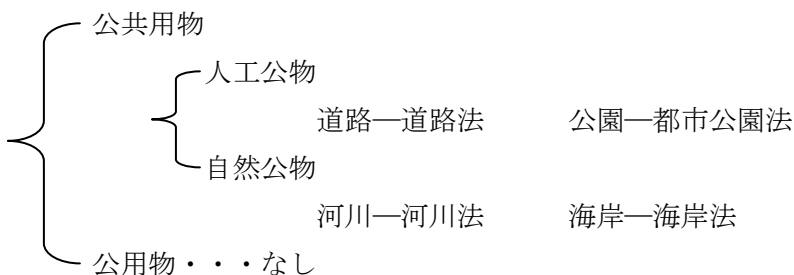 公共用物
人工公物
道路―道路法　　公園―都市公園法
自然公物
河川―河川法　　海岸―海岸法
公用物・・・なし